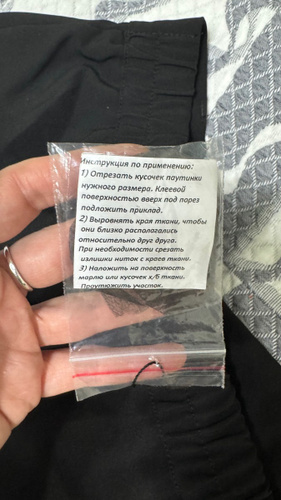 Инструкция по применению:
1) Отрезать кусочек паутинки
нужного размера. Клеевой
поверхностью вверх под порез
подложить приклад.
2) Выровнять края ткани, чтобы
они близко располагались
относительно друг друга.
При необходимости срезать
излишки ниток с краев ткани.
3) Наложить на поверхность
марлю или кусочек х/б ткани.
Проутюжить участок.